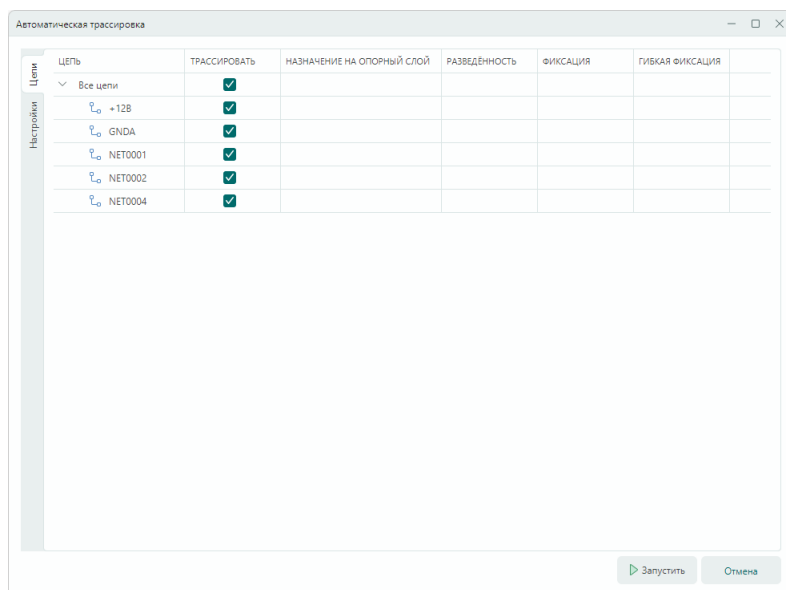 Автоматическая трассировка
Цепи
Настройки
ЦЕПЬ ТРАССИРОВАТЬ НАЗНАЧЕНИЕ НА ОПОРНЫЙ СЛОЙ РАЗВЕДЁННОСТЬ ФИКСАЦИЯ ГИБКАЯ ФИКСАЦИЯ
Все цепи
+12В
GNDA
NET0001
NET0002
NET0004
Запустить Отмена